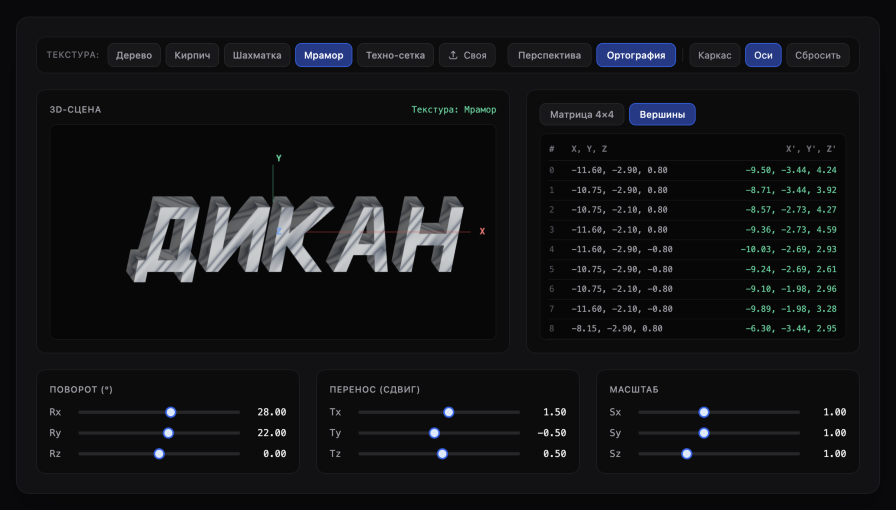 ТЕКСТУРА: Дерево Кирпич Шахматка Мрамор Техно-сетка Своя Перспектива Ортография Каркас Оси Сбросить
3D-СЦЕНА
Текстура: Мрамор
Y
X
ДИКАН
Матрица 4×4 Вершины
# X, Y, Z X', Y', Z'
0 -11.60, -2.90, 0.80 -9.50, -3.44, 4.24
1 -10.75, -2.90, 0.80 -8.71, -3.44, 3.92
2 -10.75, -2.10, 0.80 -8.57, -2.73, 4.27
3 -11.60, -2.10, 0.80 -9.36, -2.73, 4.59
4 -11.60, -2.90, -0.80 -10.03, -2.69, 2.93
5 -10.75, -2.90, -0.80 -9.24, -2.69, 2.61
6 -10.75, -2.10, -0.80 -9.10, -1.98, 2.96
7 -11.60, -2.10, -0.80 -9.89, -1.98, 3.28
8 -8.15, -2.90, 0.80 -6.30, -3.44, 2.95
ПОВОРОТ (°)
Rx 28.00
Ry 22.00
Rz 0.00
ПЕРЕНОС (СДВИГ)
Tx 1.50
Ty -0.50
Tz 0.50
МАСШТАБ
Sx 1.00
Sy 1.00
Sz 1.00